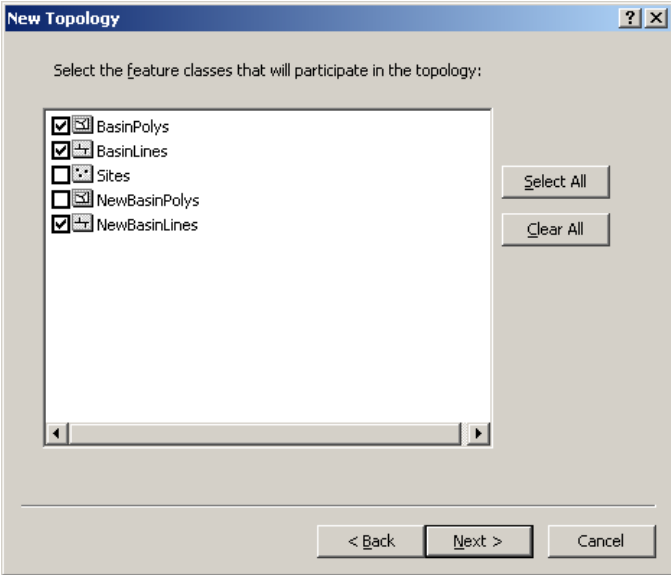 New Topology
Select the feature classes that will participate in the topology:
BasinPolys
BasinLines
Sites
NewBasinPolys
NewBasinLines
Select All
Clear All
< Back
Next >
Cancel